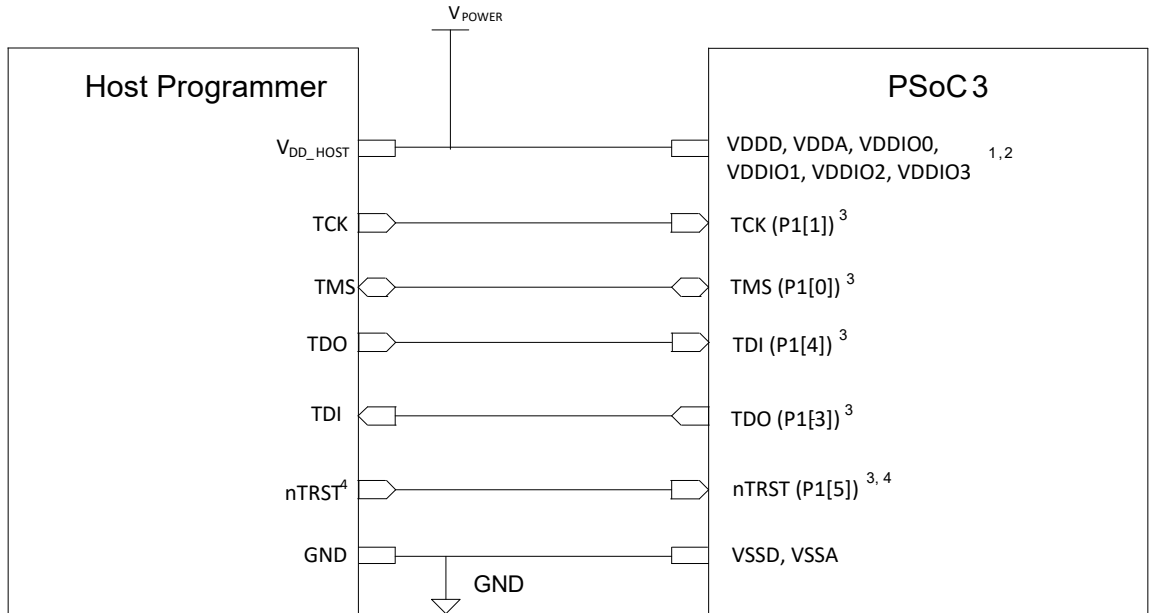 V POWER
Host Programmer
PSoC 3
VDD_HOST
VDDD, VDDA, VDDIO0, 1,2
VDDIO1, VDDIO2, VDDIO3
TCK
TCK (P1[1]) 3
TMS
TMS (P1[0]) 3
TDO
TDI (P1[4]) 3
TDI
TDO (P1[3]) 3
nTRST4
nTRST (P1[5]) 3, 4
GND
VSSD, VSSA
GND